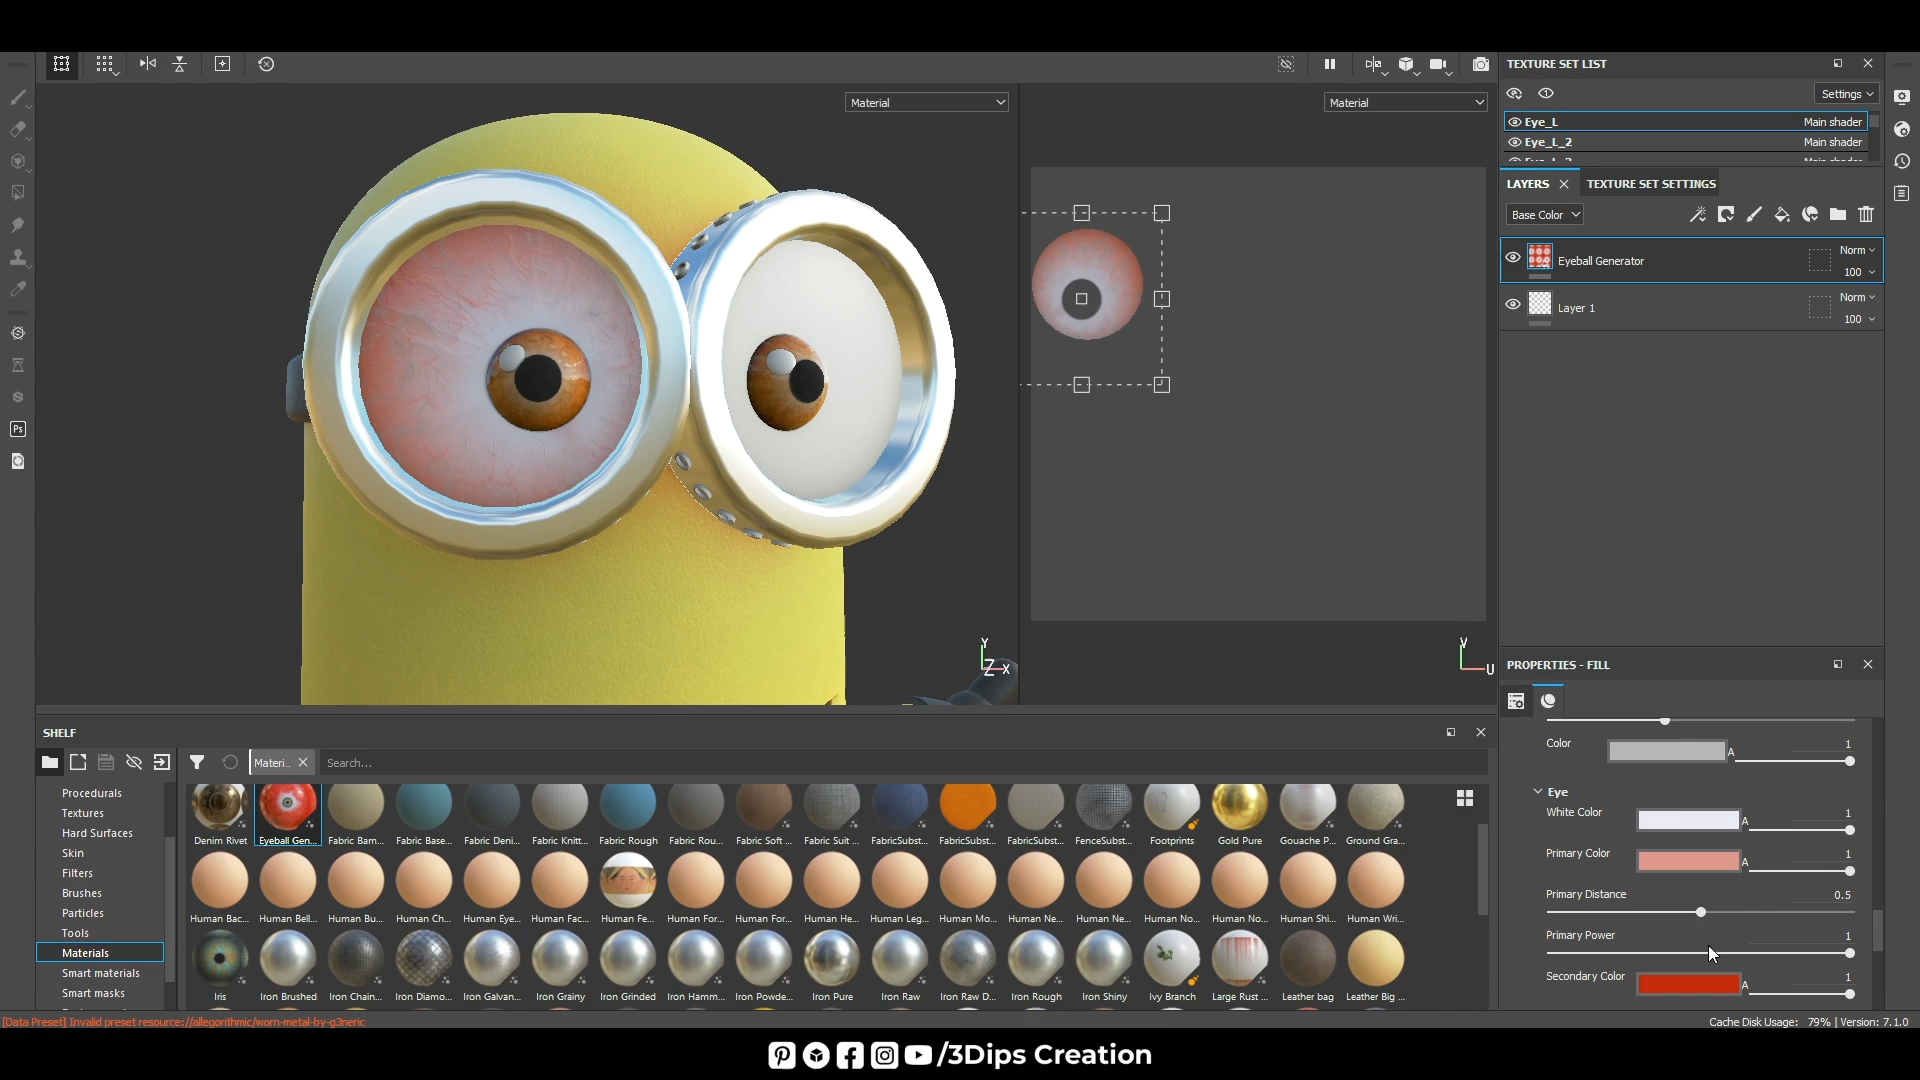 Material
Material
TEXTURE SET LIST
Settings
Eye_L Main shader
Eye_L_2 Main shader
LAYERS
TEXTURE SET SETTINGS
Base Color
Eyeball Generator
Norm
100
Layer 1
Norm
100
Y
Z X
V
U
PROPERTIES - FILL
Color
A
1
Eye
White Color
A
1
Primary Color
A
1
Primary Distance
0.5
Primary Power
1
Secondary Color
A
1
SHELF
Materi..
Search...
Procedurals
Textures
Hard Surfaces
Skin
Filters
Brushes
Particles
Tools
Materials
Smart materials
Smart masks
Denim Rivet Eyeball Gen... Fabric Bam... Fabric Base... Fabric Deni... Fabric Knitt... Fabric Rough Fabric Rou... Fabric Soft ... Fabric Suit ... FabricSubst... FabricSubst... FabricSubst... FenceSubst... Footprints Gold Pure Gouache P... Ground Gra...
Human Bac... Human Bell... Human Bu... Human Ch... Human Eye... Human Fac... Human Fe... Human For... Human For... Human He... Human Leg... Human Mo... Human Ne... Human Ne... Human No... Human No... Human Shi... Human Wri...
Iris Iron Brushed Iron Chain... Iron Diamo... Iron Galvan... Iron Grainy Iron Grinded Iron Hamm... Iron Powde... Iron Pure Iron Raw Iron Raw D... Iron Rough Iron Shiny Ivy Branch Large Rust ... Leather bag Leather Big ...
[Data Preset] Invalid preset resource://allegorithmic/worn-metal-by-g3neric
Cache Disk Usage: 79% | Version: 7.1.0
Ps
/3Dips Creation